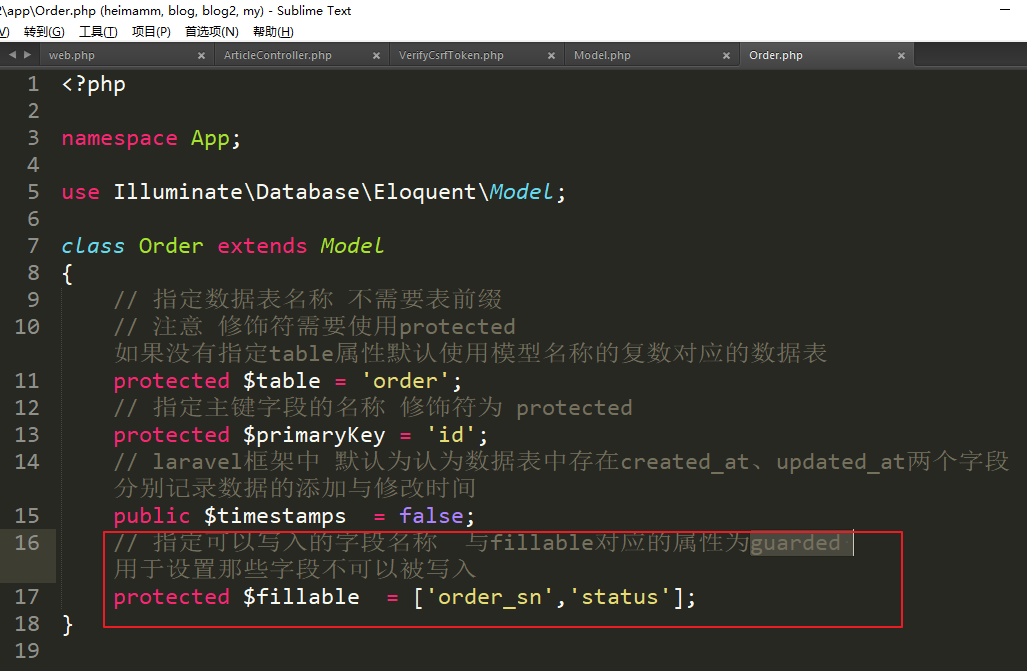 2\app\Order.php (heimamm, blog, blog2, my) - Sublime Text
V) 转到(G) 工具(T) 项目(P) 首选项(N) 帮助(H)
web.php × ArticleController.php × VerifyCsrfToken.php × Model.php × Order.php ×
1 <?php
2
3 namespace App;
4
5 use Illuminate\Database\Eloquent\Model;
6
7 class Order extends Model
8 {
9 // 指定数据表名称 不需要表前缀
10 // 注意 修饰符需要使用protected
如果没有指定table属性默认使用模型名称的复数对应的数据表
11 protected $table = 'order';
12 // 指定主键字段的名称 修饰符为 protected
13 protected $primaryKey = 'id';
14 // laravel框架中 默认为认为数据表中存在created_at、updated_at两个字段
分别记录数据的添加与修改时间
15 public $timestamps  = false;
16 // 指定可以写入的字段名称  与fillable对应的属性为guarded
用于设置那些字段不可以被写入
17 protected $fillable  = ['order_sn','status'];
18 }
19